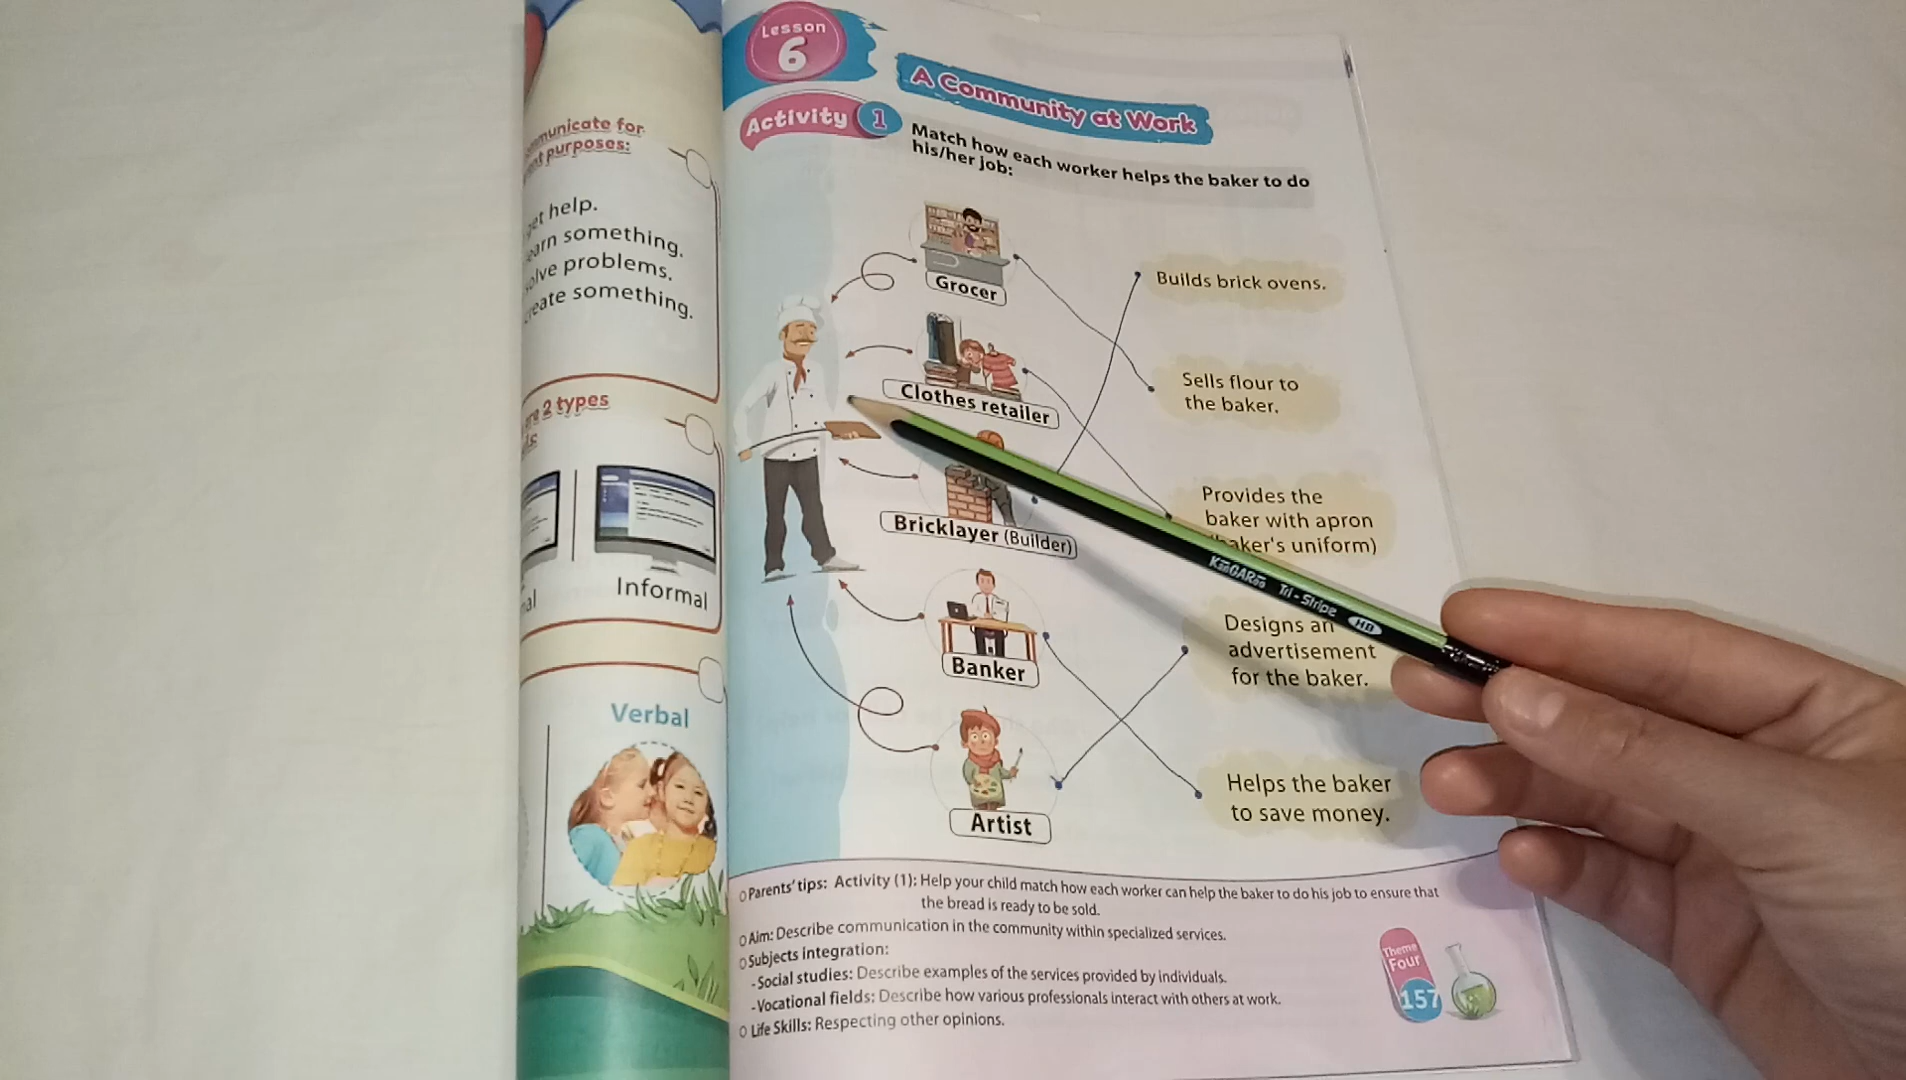 for
purposes:
get help.
something.
problems.
something.
2 types
Informal
Verbal
Lesson
6
A Community at Work
Activity 1
Match how each worker helps the baker to do
his/her job:
Grocer
Clothes retailer
Bricklayer (Builder)
Banker
Artist
Builds brick ovens.
Sells flour to
the baker.
Provides the
baker with apron
uniform)
Designs an
advertisement
for the baker.
Helps the baker
to save money.
KanGARoo Tri - Stripe HB
Parents' tips: Activity (1): Help your child match how each worker can help the baker to do his job to ensure that
the bread is ready to be sold.
Aim: Describe communication in the community within specialized services.
Subjects integration:
-Social studies: Describe examples of the services provided by individuals.
-Vocational fields: Describe how various professionals interact with others at work.
Life Skills: Respecting other opinions.
Theme
Four
157